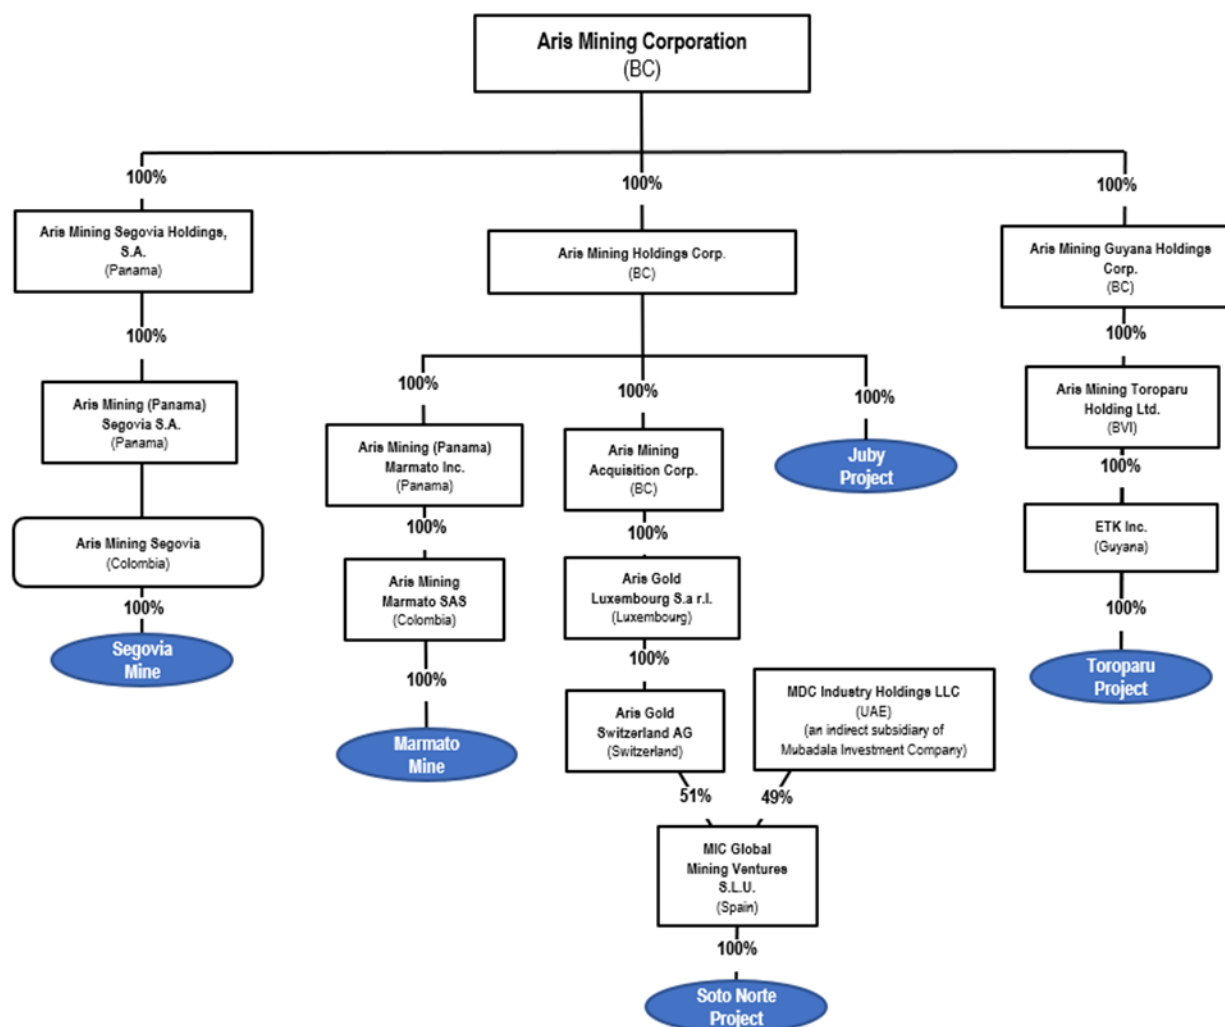 Aris Mining Corporation
(BC)
100%
100%
100%
Aris Mining Segovia Holdings,
S.A.
(Panama)
Aris Mining Holdings Corp.
(BC)
Aris Mining Guyana Holdings
Corp.
(BC)
100%
100%
Aris Mining (Panama)
Segovia S.A.
(Panama)
100%
100%
100%
Aris Mining Toroparu
Holding Ltd.
(BVI)
Aris Mining (Panama)
Marmato Inc.
(Panama)
Aris Mining
Acquisition Corp.
(BC)
Juby
Project
100%
100%
100%
Aris Mining Segovia
(Colombia)
ETK Inc.
(Guyana)
Aris Mining
Marmato SAS
(Colombia)
Aris Gold
Luxembourg S.a r.l.
(Luxembourg)
100%
100%
Segovia
Mine
100%
100%
Toroparu
Project
Aris Gold
Switzerland AG
(Switzerland)
MDC Industry Holdings LLC
(UAE)
(an indirect subsidiary of
Mubadala Investment Company)
Marmato
Mine
51%
49%
MIC Global
Mining Ventures
S.L.U.
(Spain)
100%
Soto Norte
Project